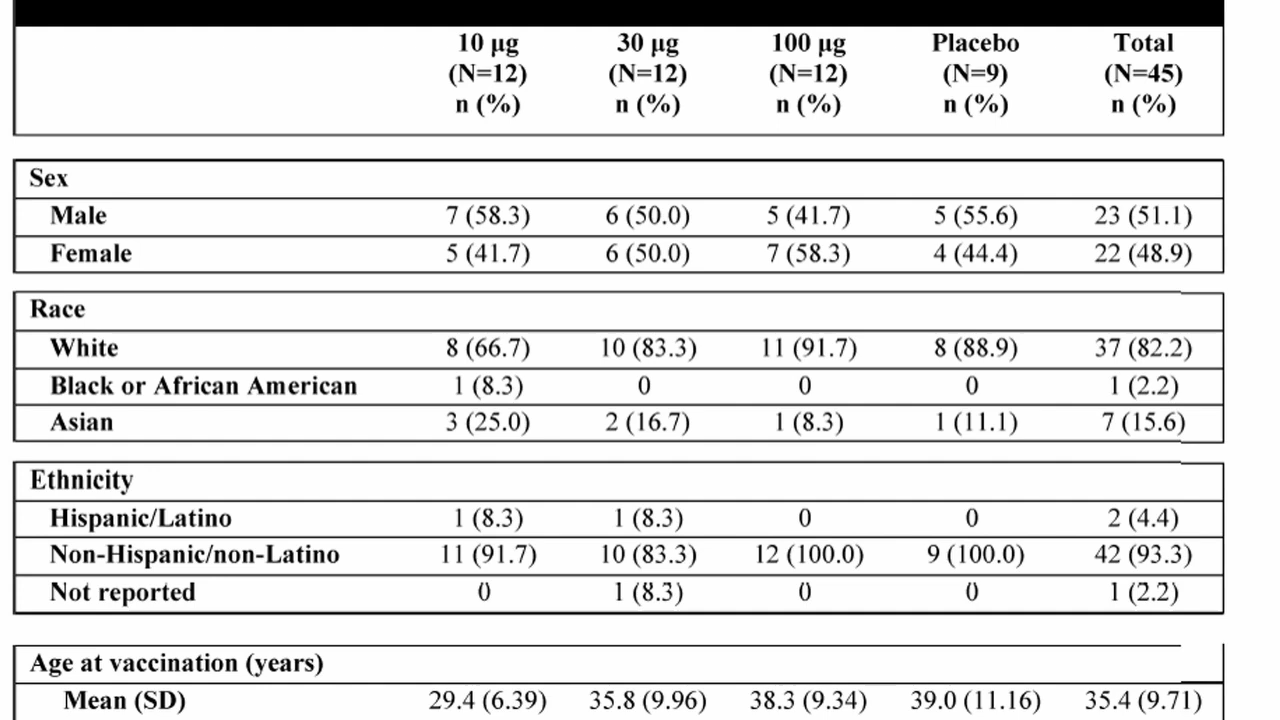 10 µg 30 µg 100 µg Placebo Total
(N=12) (N=12) (N=12) (N=9) (N=45)
n (%) n (%) n (%) n (%) n (%)
Sex
Male 7 (58.3) 6 (50.0) 5 (41.7) 5 (55.6) 23 (51.1)
Female 5 (41.7) 6 (50.0) 7 (58.3) 4 (44.4) 22 (48.9)
Race
White 8 (66.7) 10 (83.3) 11 (91.7) 8 (88.9) 37 (82.2)
Black or African American 1 (8.3) 0 0 0 1 (2.2)
Asian 3 (25.0) 2 (16.7) 1 (8.3) 1 (11.1) 7 (15.6)
Ethnicity
Hispanic/Latino 1 (8.3) 1 (8.3) 0 0 2 (4.4)
Non-Hispanic/non-Latino 11 (91.7) 10 (83.3) 12 (100.0) 9 (100.0) 42 (93.3)
Not reported 0 1 (8.3) 0 0 1 (2.2)
Age at vaccination (years)
Mean (SD) 29.4 (6.39) 35.8 (9.96) 38.3 (9.34) 39.0 (11.16) 35.4 (9.71)